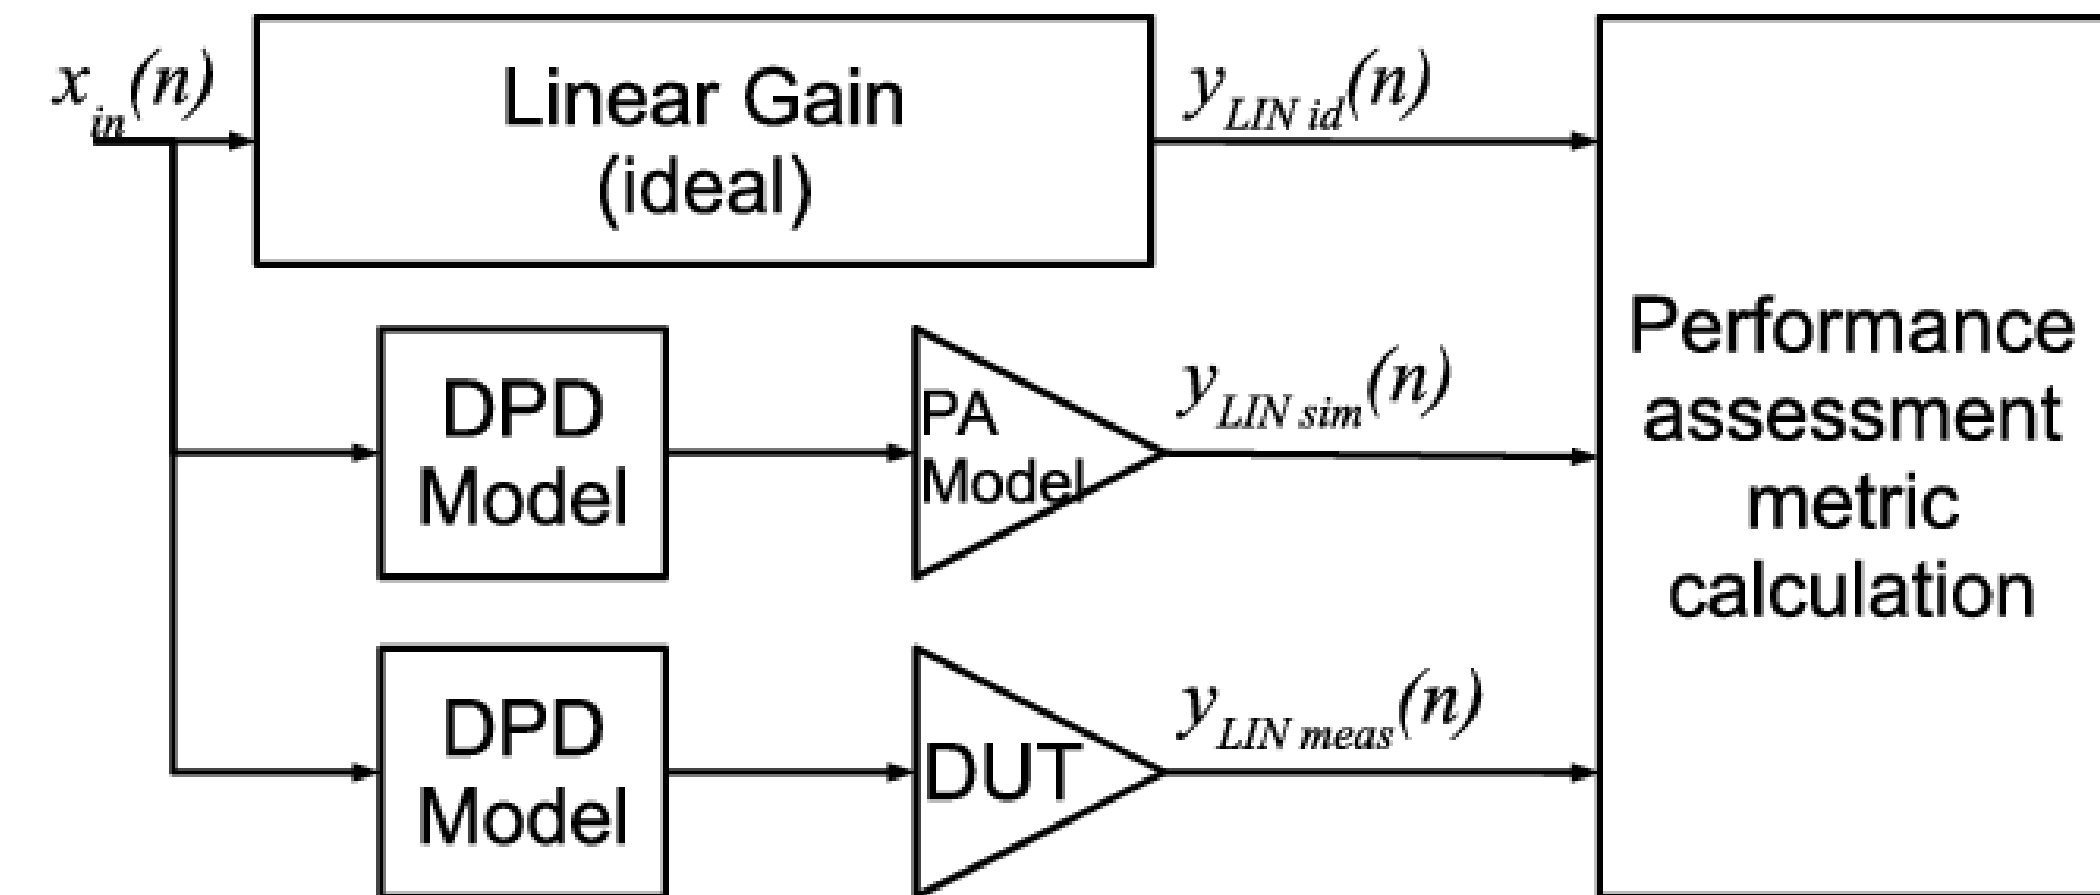 x_in(n)
Linear Gain
(ideal)
y_LIN id(n)
DPD
Model
PA
Model
y_LIN sim(n)
DPD
Model
DUT
y_LIN meas(n)
Performance
assessment
metric
calculation